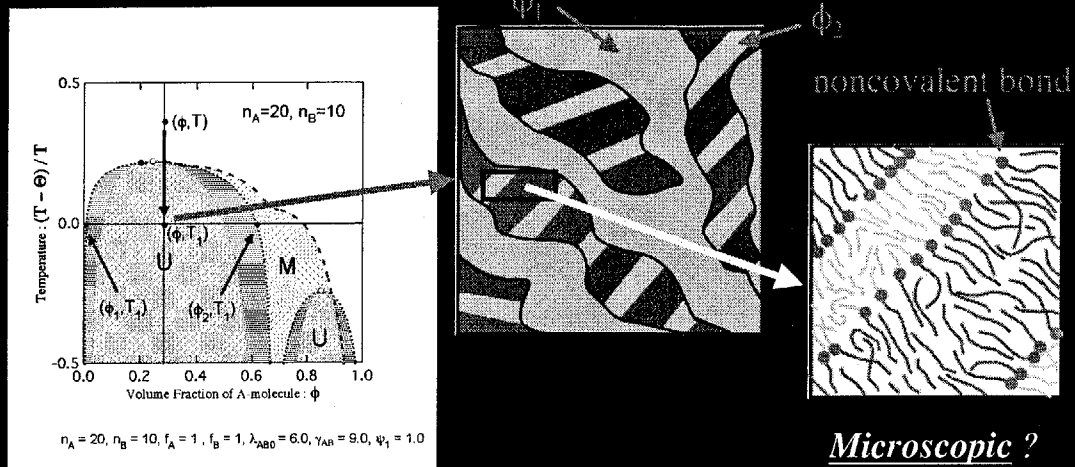 0.5
n_A=20, n_B=10
(ϕ,T)
0.0
(ϕ,T_1)
U
M
(ϕ_1,T_1)
(ϕ_2,T_1)
U
-0.5
0.0 0.2 0.4 0.6 0.8 1.0
Temperature : (T - Θ) / T
Volume Fraction of A-molecule : ϕ
n_A = 20, n_B = 10, f_A = 1 , f_B = 1, λ_AB0 = 6.0, γ_AB = 9.0, ψ_1 = 1.0
ϕ_2
noncovalent bond
Microscopic ?